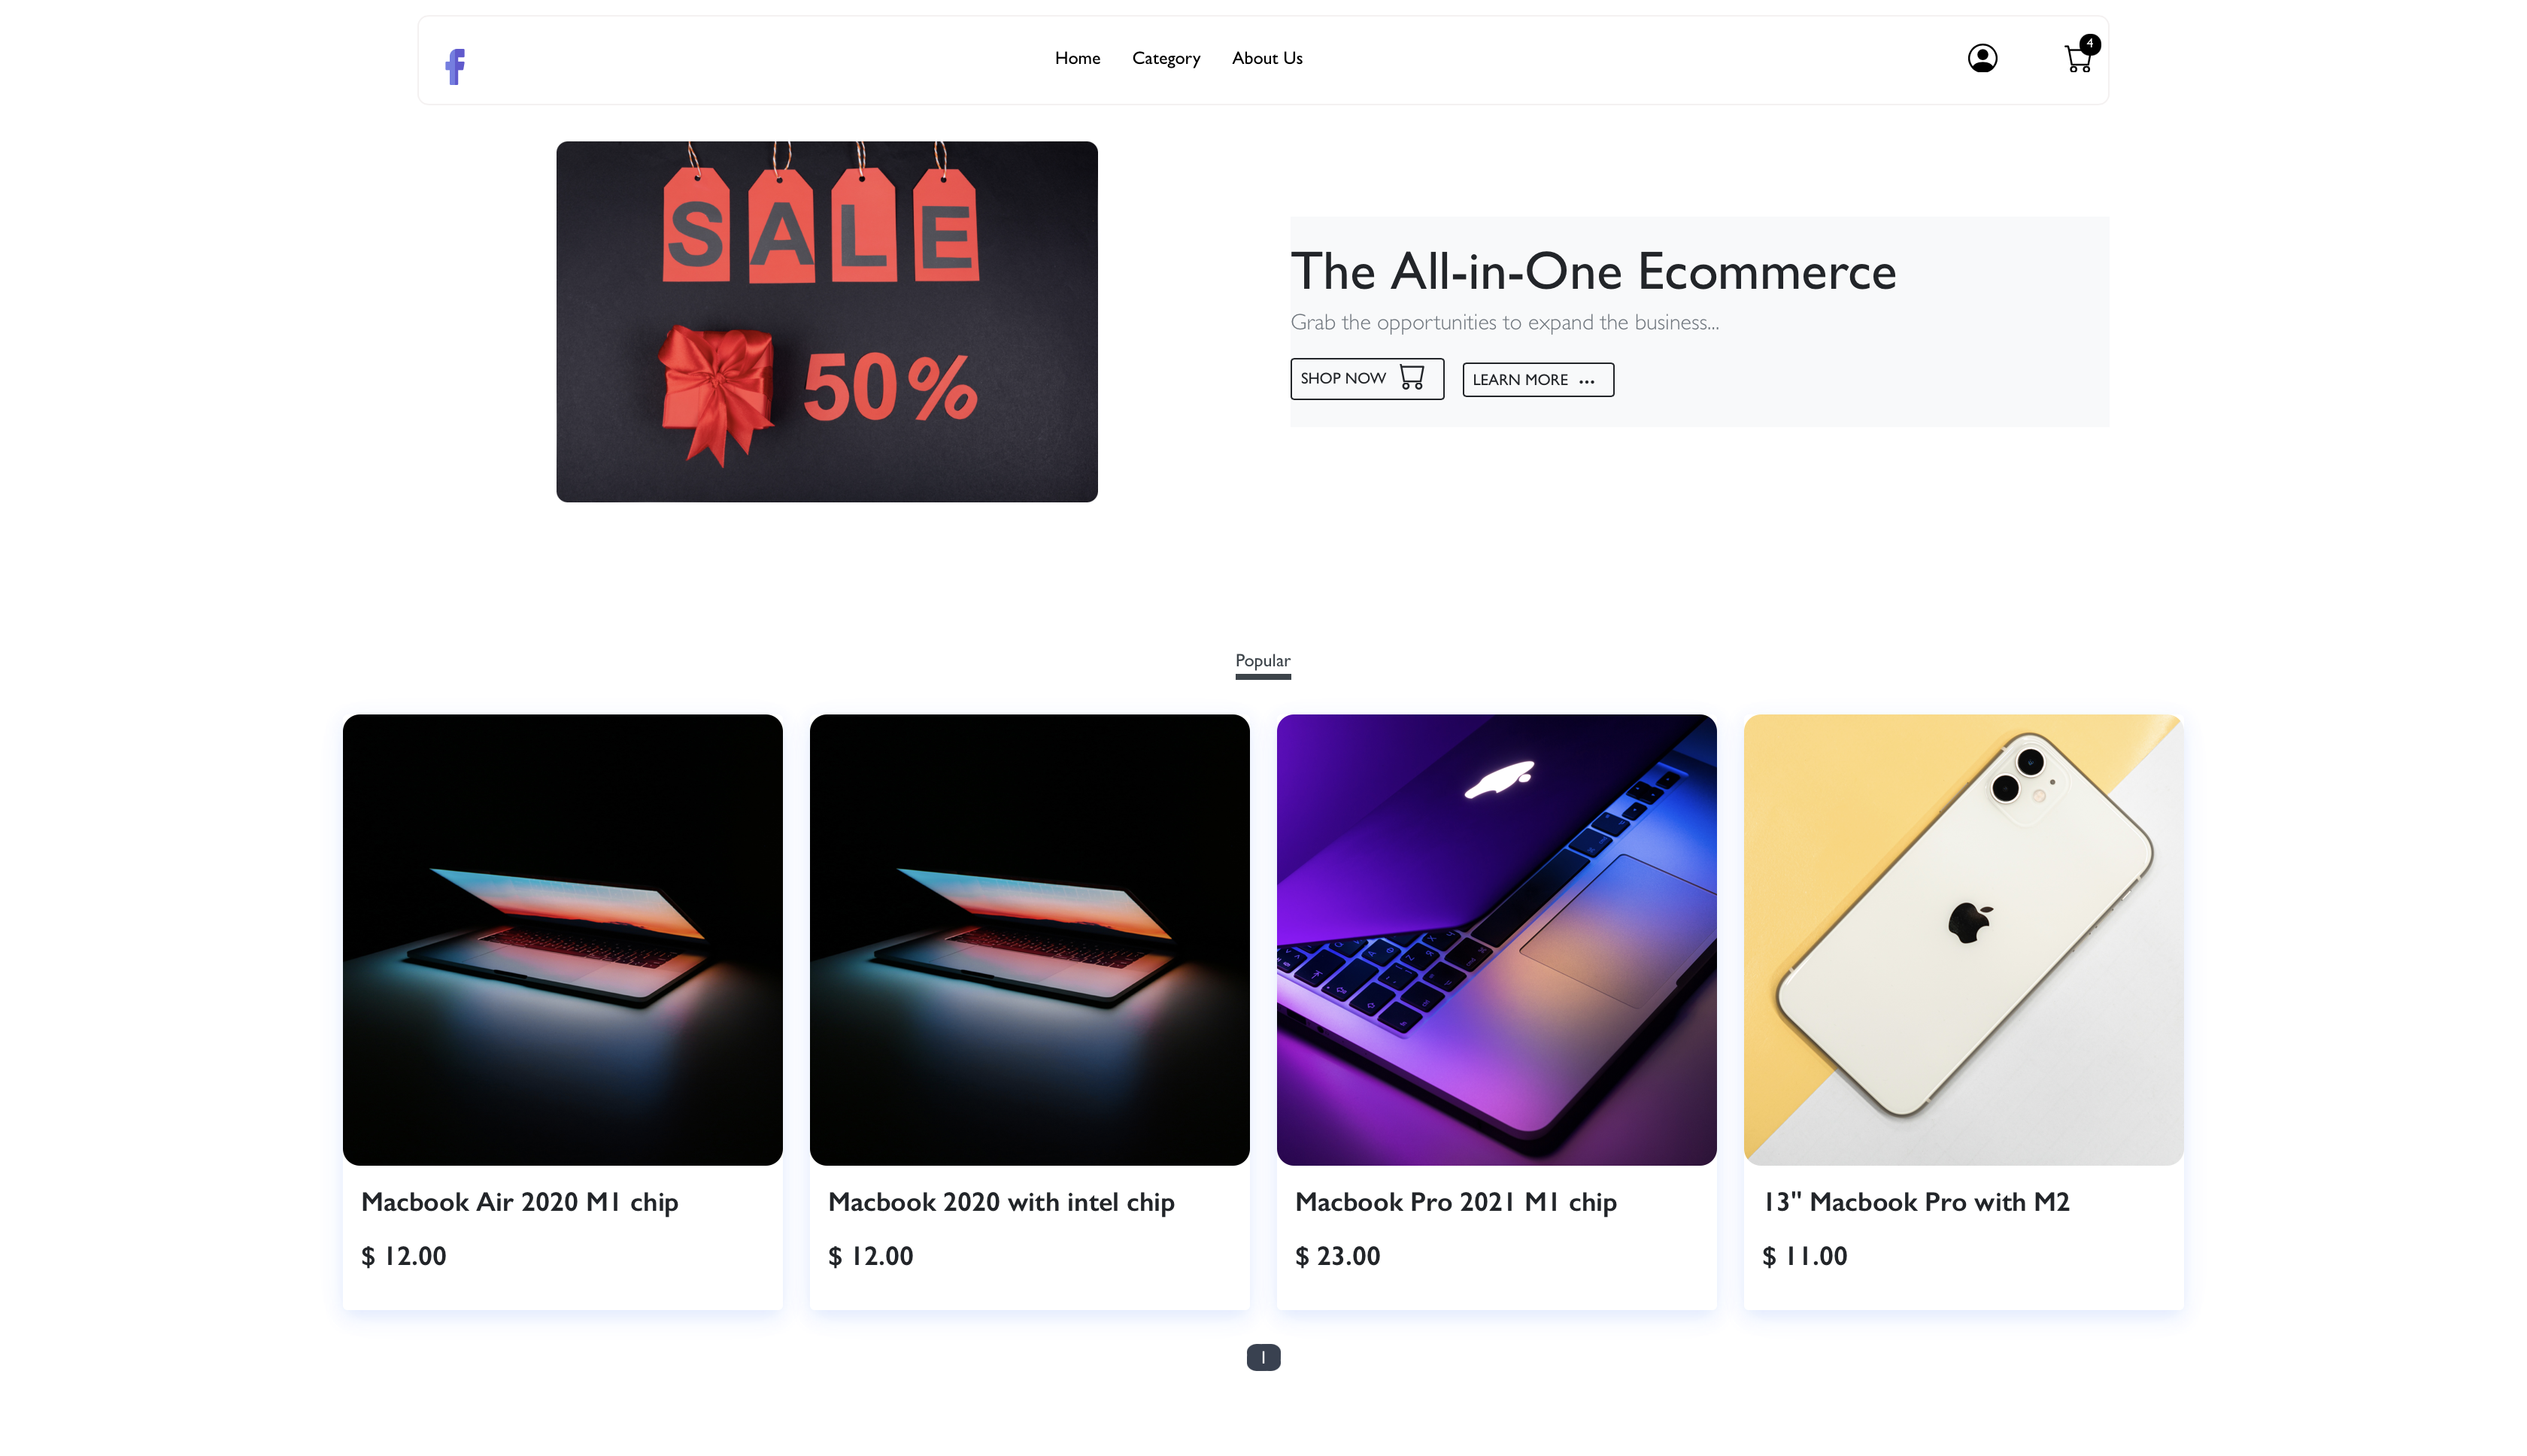 Home Category About Us
4
SALE
50%
The All-in-One Ecommerce
Grab the opportunities to expand the business...
SHOP NOW
LEARN MORE ...
Popular
Macbook Air 2020 M1 chip
$ 12.00
Macbook 2020 with intel chip
$ 12.00
Macbook Pro 2021 M1 chip
$ 23.00
13" Macbook Pro with M2
$ 11.00
1